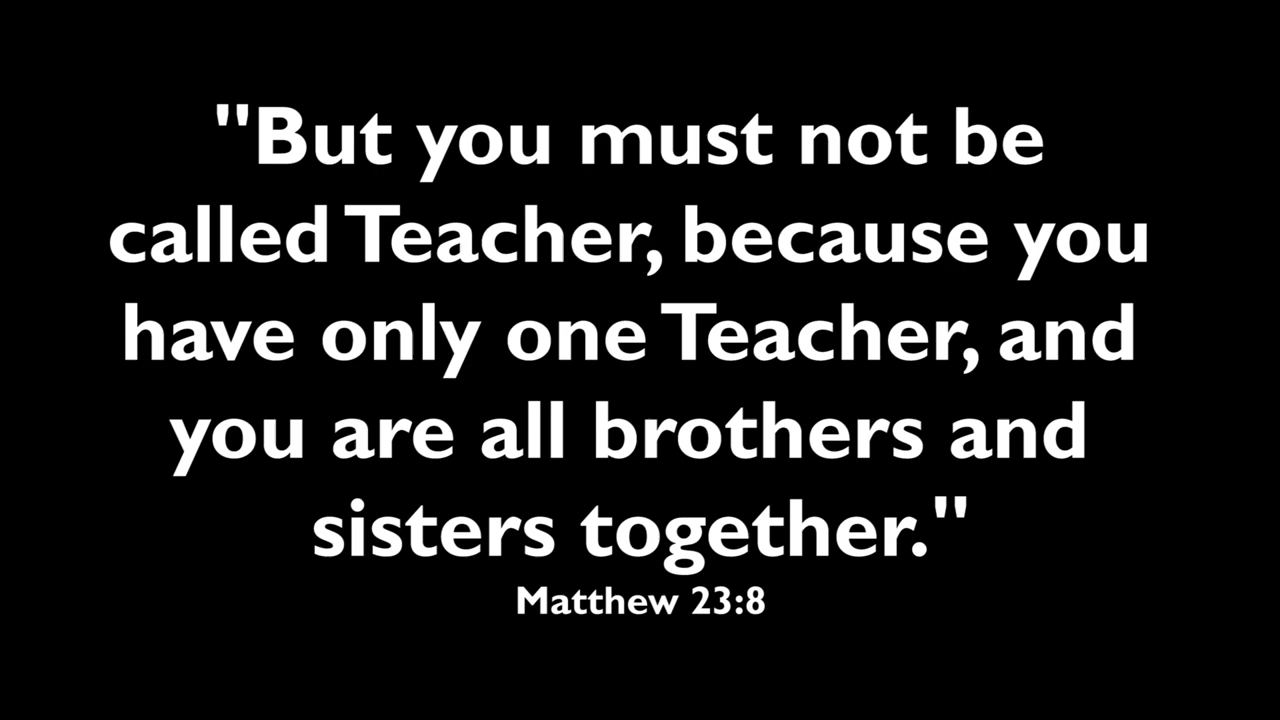 "But you must not be
called Teacher, because you
have only one Teacher, and
you are all brothers and
sisters together."
Matthew 23:8